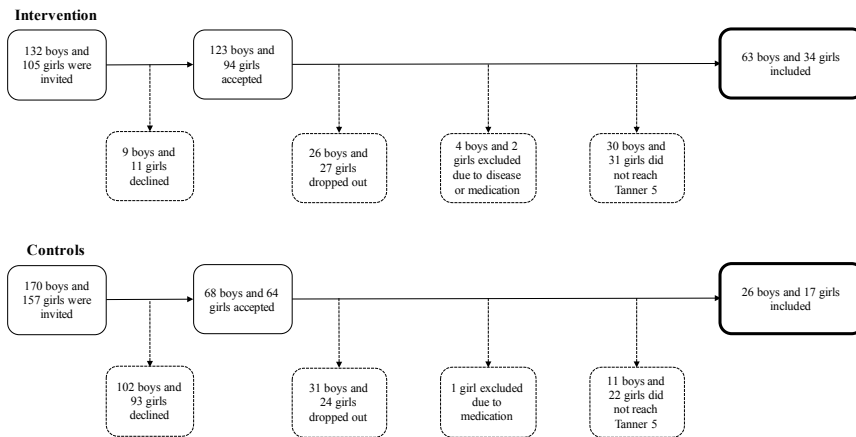 Intervention
132 boys and
105 girls were
invited
123 boys and
94 girls
accepted
63 boys and 34 girls
included
9 boys and
11 girls
declined
26 boys and
27 girls
dropped out
4 boys and 2
girls excluded
due to disease
or medication
30 boys and
31 girls did
not reach
Tanner 5
Controls
170 boys and
157 girls were
invited
68 boys and 64
girls accepted
26 boys and 17 girls
included
102 boys and
93 girls
declined
31 boys and
24 girls
dropped out
1 girl excluded
due to
medication
11 boys and
22 girls did
not reach
Tanner 5